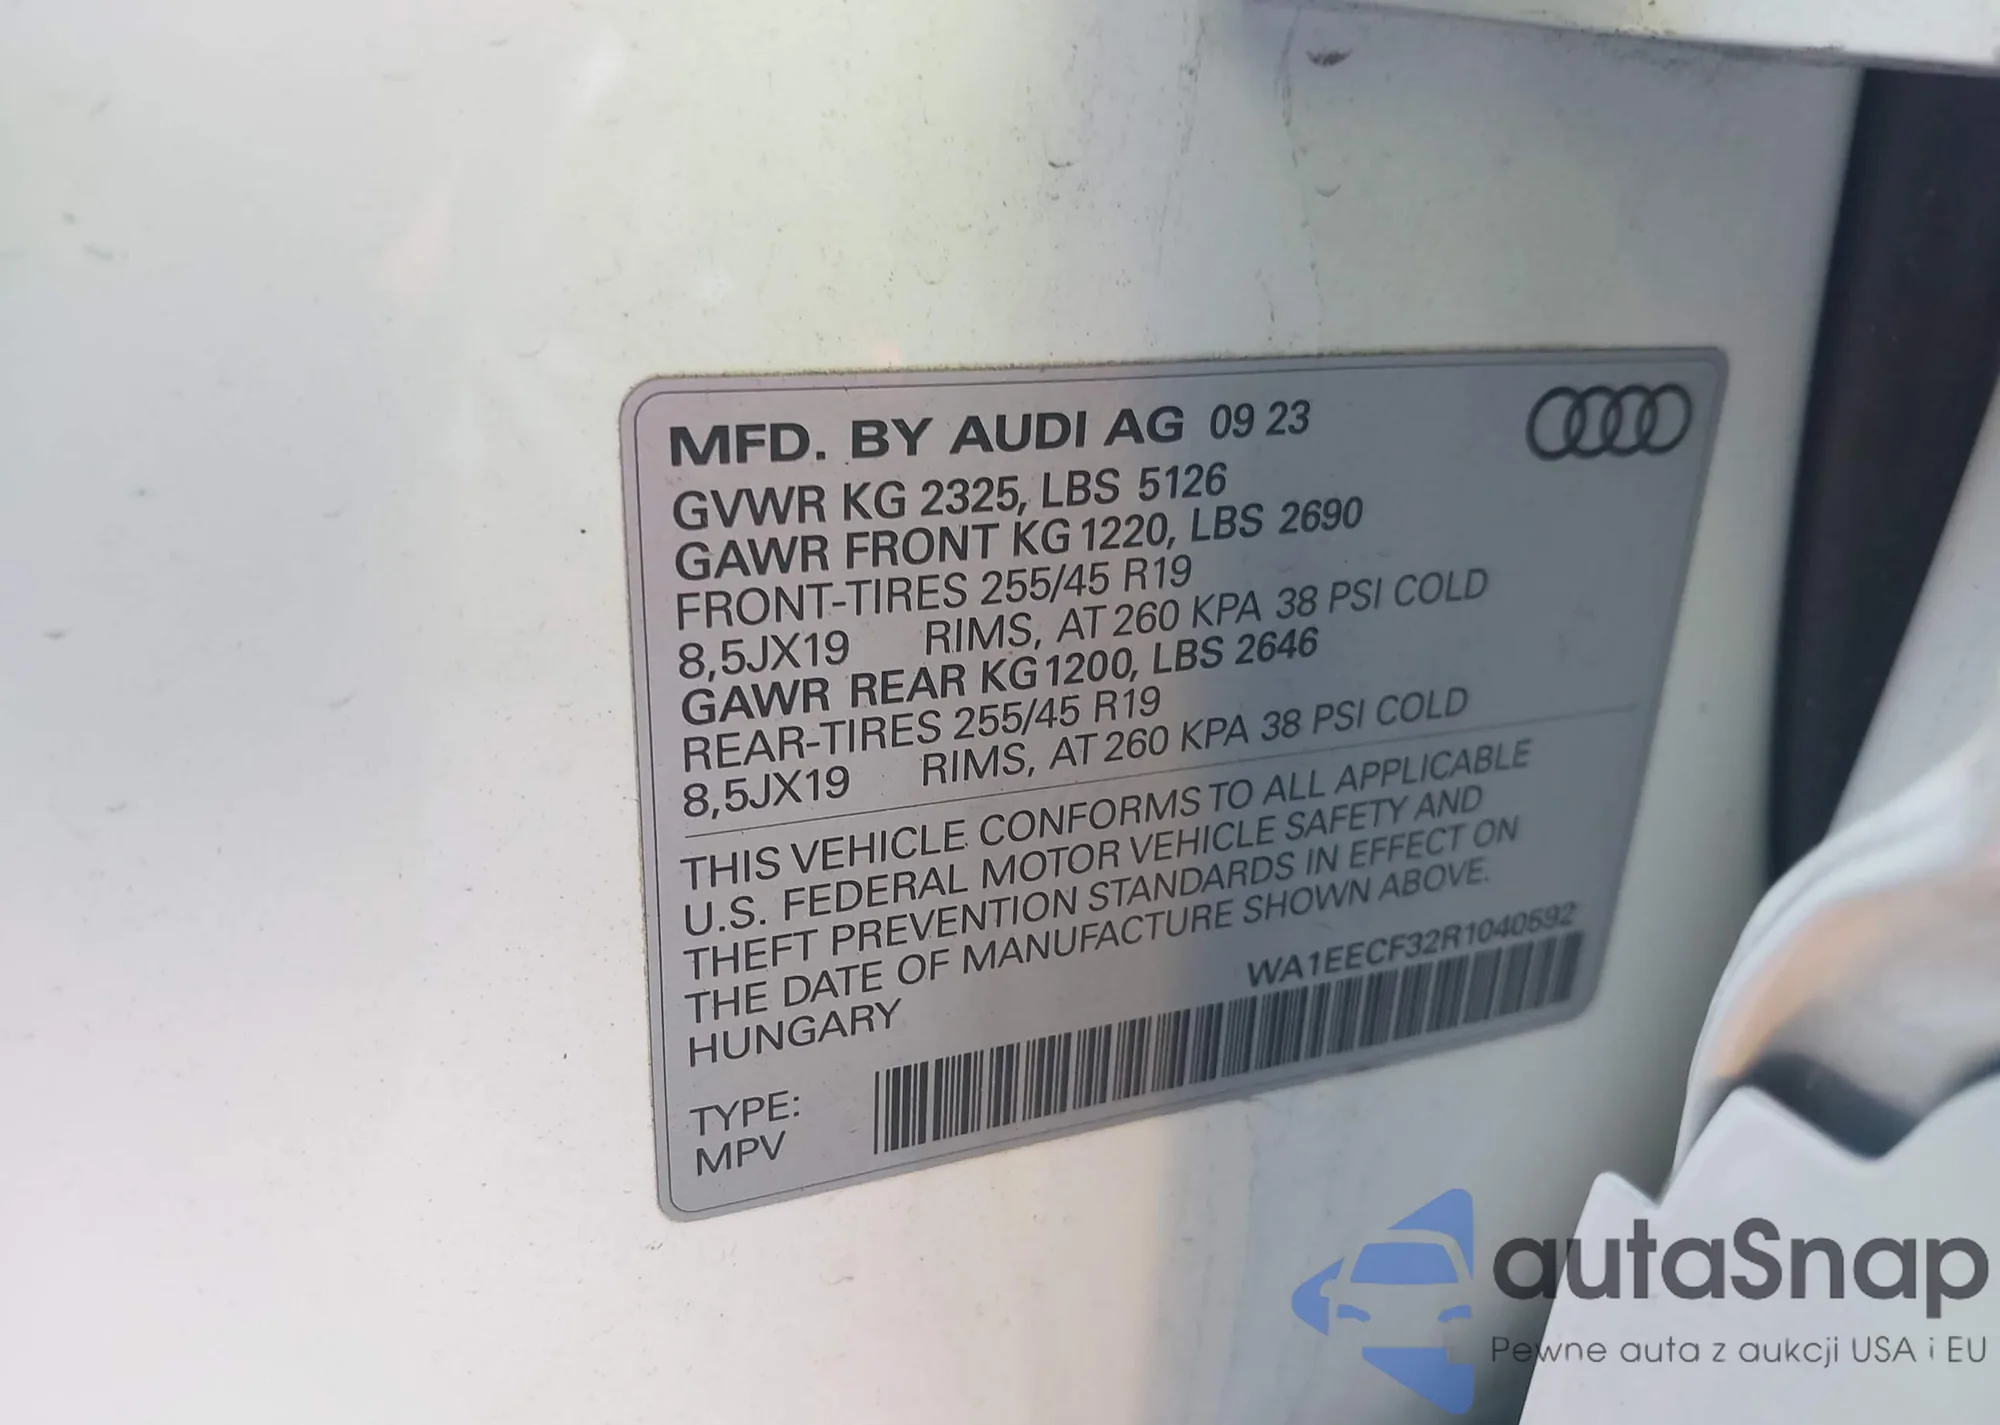 MFD. BY AUDI AG 09 23
GVWR KG 2325, LBS 5126
GAWR FRONT KG 1220, LBS 2690
FRONT-TIRES 255/45 R19
8,5JX19 RIMS, AT 260 KPA 38 PSI COLD
GAWR REAR KG 1200, LBS 2646
REAR-TIRES 255/45 R19
8,5JX19 RIMS, AT 260 KPA 38 PSI COLD
THIS VEHICLE CONFORMS TO ALL APPLICABLE
U.S. FEDERAL MOTOR VEHICLE SAFETY AND
THEFT PREVENTION STANDARDS IN EFFECT ON
THE DATE OF MANUFACTURE SHOWN ABOVE.
HUNGARY
WA1EECF32R1040592
TYPE:
MPV
autaSnap
Pewne auta z aukcji USA i EU